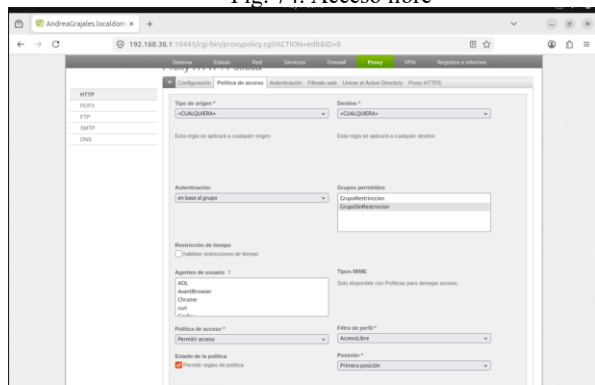 Fig. 74. Acceso libre
AndreaGrajales.localdom
192.168.38.1:10443/cgi-bin/proxypolicy.cgi?ACTION=edit&ID=0
Sistema Estado Red Servicios Firewall Proxy VPN Registros e informes
Configuración Política de acceso Autenticación Filtrado web Unirse al Active Directory Proxy HTTPS
HTTP
POP3
FTP
SMTP
DNS
Tipo de origen * Destino *
<CUALQUIERA> <CUALQUIERA>
Esta regla se aplicará a cualquier origen Esta regla se aplicará a cualquier destino
Autenticación Grupos permitidos
en base al grupo GrupoRestrinccion
GrupoSinRestrincion
Restricción de tiempo
habilitar restricciones de tiempo
Agentes de usuario ? Tipos MIME
AOL Solo disponible con Políticas para denegar acceso.
AvantBrowser
Chrome
curl
Política de acceso * Filtro de perfil *
Permitir acceso AccesoLibre
Estado de la política Posición *
Permitir reglas de política Primera posición